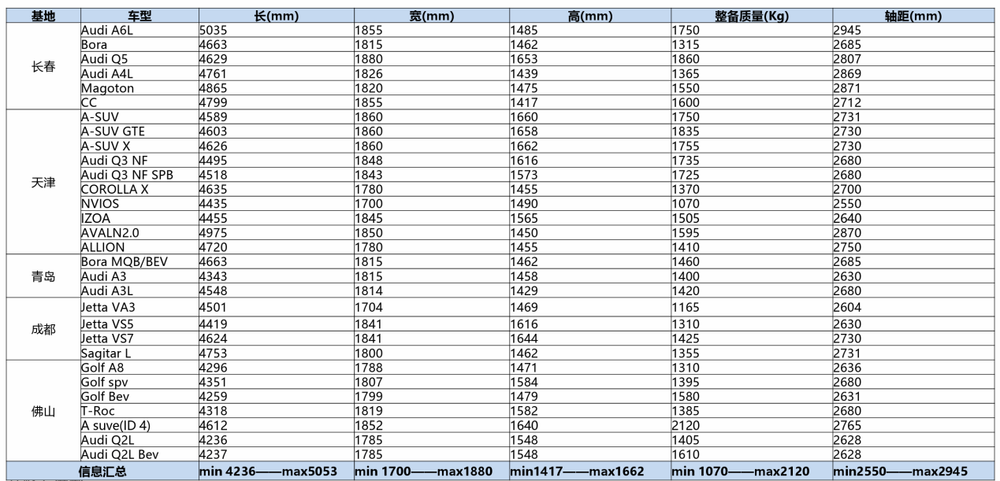 基地 车型 长(mm) 宽(mm) 高(mm) 整备质量(Kg) 轴距(mm)
长春
Audi A6L 5035 1855 1485 1750 2945
Bora 4663 1815 1462 1315 2685
Audi Q5 4629 1880 1653 1860 2807
Audi A4L 4761 1826 1439 1365 2869
Magoton 4865 1820 1475 1550 2871
CC 4799 1855 1417 1600 2712
天津
A-SUV 4589 1860 1660 1750 2731
A-SUV GTE 4603 1860 1658 1835 2730
A-SUV X 4626 1860 1662 1755 2730
Audi Q3 NF 4495 1848 1616 1735 2680
Audi Q3 NF SPB 4518 1843 1573 1725 2680
COROLLA X 4635 1780 1455 1370 2700
NVIOS 4435 1700 1490 1070 2550
IZOA 4455 1845 1565 1505 2640
AVALN2.0 4975 1850 1450 1595 2870
ALLION 4720 1780 1455 1410 2750
青岛
Bora MQB/BEV 4663 1815 1462 1460 2685
Audi A3 4343 1815 1458 1400 2630
Audi A3L 4548 1814 1429 1420 2680
成都
Jetta VA3 4501 1704 1469 1165 2604
Jetta VS5 4419 1841 1616 1310 2630
Jetta VS7 4624 1841 1644 1425 2730
Sagitar L 4753 1800 1462 1355 2731
佛山
Golf A8 4296 1788 1471 1310 2636
Golf spv 4351 1807 1584 1395 2680
Golf Bev 4259 1799 1479 1580 2631
T-Roc 4318 1819 1582 1385 2680
A suve(ID 4) 4612 1852 1640 2120 2765
Audi Q2L 4236 1785 1548 1405 2628
Audi Q2L Bev 4237 1785 1548 1610 2628
信息汇总 min 4236——max5053 min 1700——max1880 min1417——max1662 min 1070——max2120 min2550——max2945